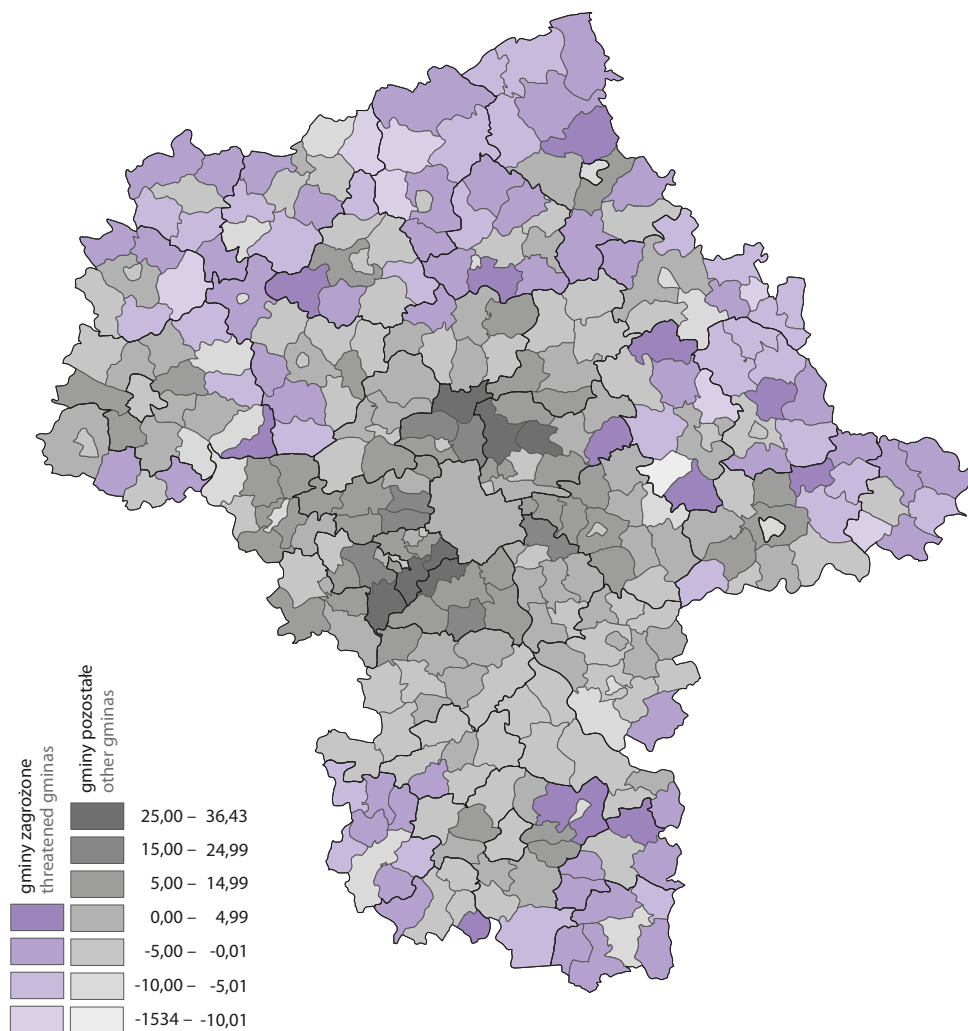 gminy zagrożone
threatened gminas
gminy pozostałe
other gminas
25,00 – 36,43
15,00 – 24,99
5,00 – 14,99
0,00 – 4,99
-5,00 – -0,01
-10,00 – -5,01
-1534 – -10,01